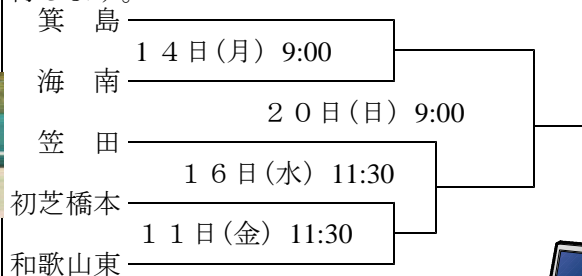 箕　島
１４日(月) 9:00
海　南
２０日(日) 9:00
笠　田
１６日(水) 11:30
初芝橋本
１１日(金) 11:30
和歌山東